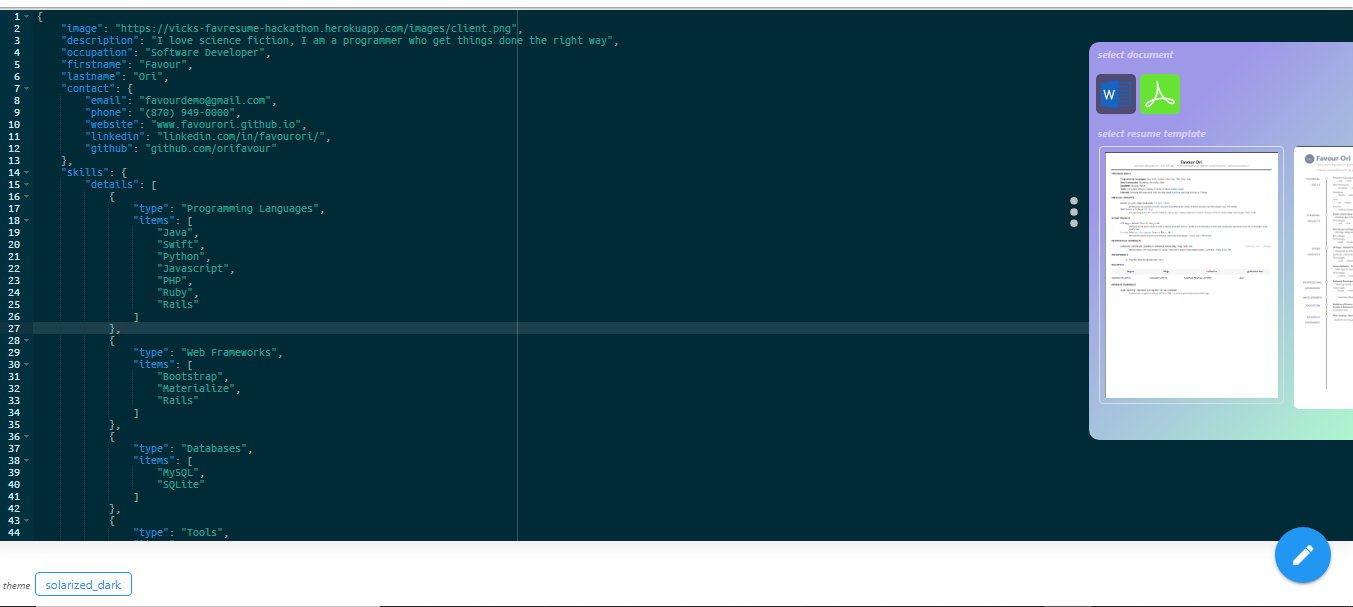 1 {
2 "image": "https://vicks-favresume-hackathon.herokuapp.com/images/client.png",
3 "description": "I love science fiction, I am a programmer who get things done the right way",
4 "occupation": "Software Developer",
5 "firstname": "Favour",
6 "lastname": "Ori",
7 "contact": {
8 "email": "favourdemo@gmail.com",
9 "phone": "(870) 949-0000",
10 "website": "www.favourori.github.io",
11 "linkedin": "linkedin.com/in/favourori/",
12 "github": "github.com/orifavour"
13 },
14 "skills": {
15 "details": [
16 {
17 "type": "Programming Languages",
18 "items": [
19 "Java",
20 "Swift",
21 "Python",
22 "Javascript",
23 "PHP",
24 "Ruby",
25 "Rails"
26 ]
27 },
28 {
29 "type": "Web Frameworks",
30 "items": [
31 "Bootstrap",
32 "Materialize",
33 "Rails"
34 ]
35 },
36 {
37 "type": "Databases",
38 "items": [
39 "MySQL",
40 "SQLite"
41 ]
42 },
43 {
44 "type": "Tools",
select document
W
select resume template
Favour Ori
Favour Ori
theme solarized_dark